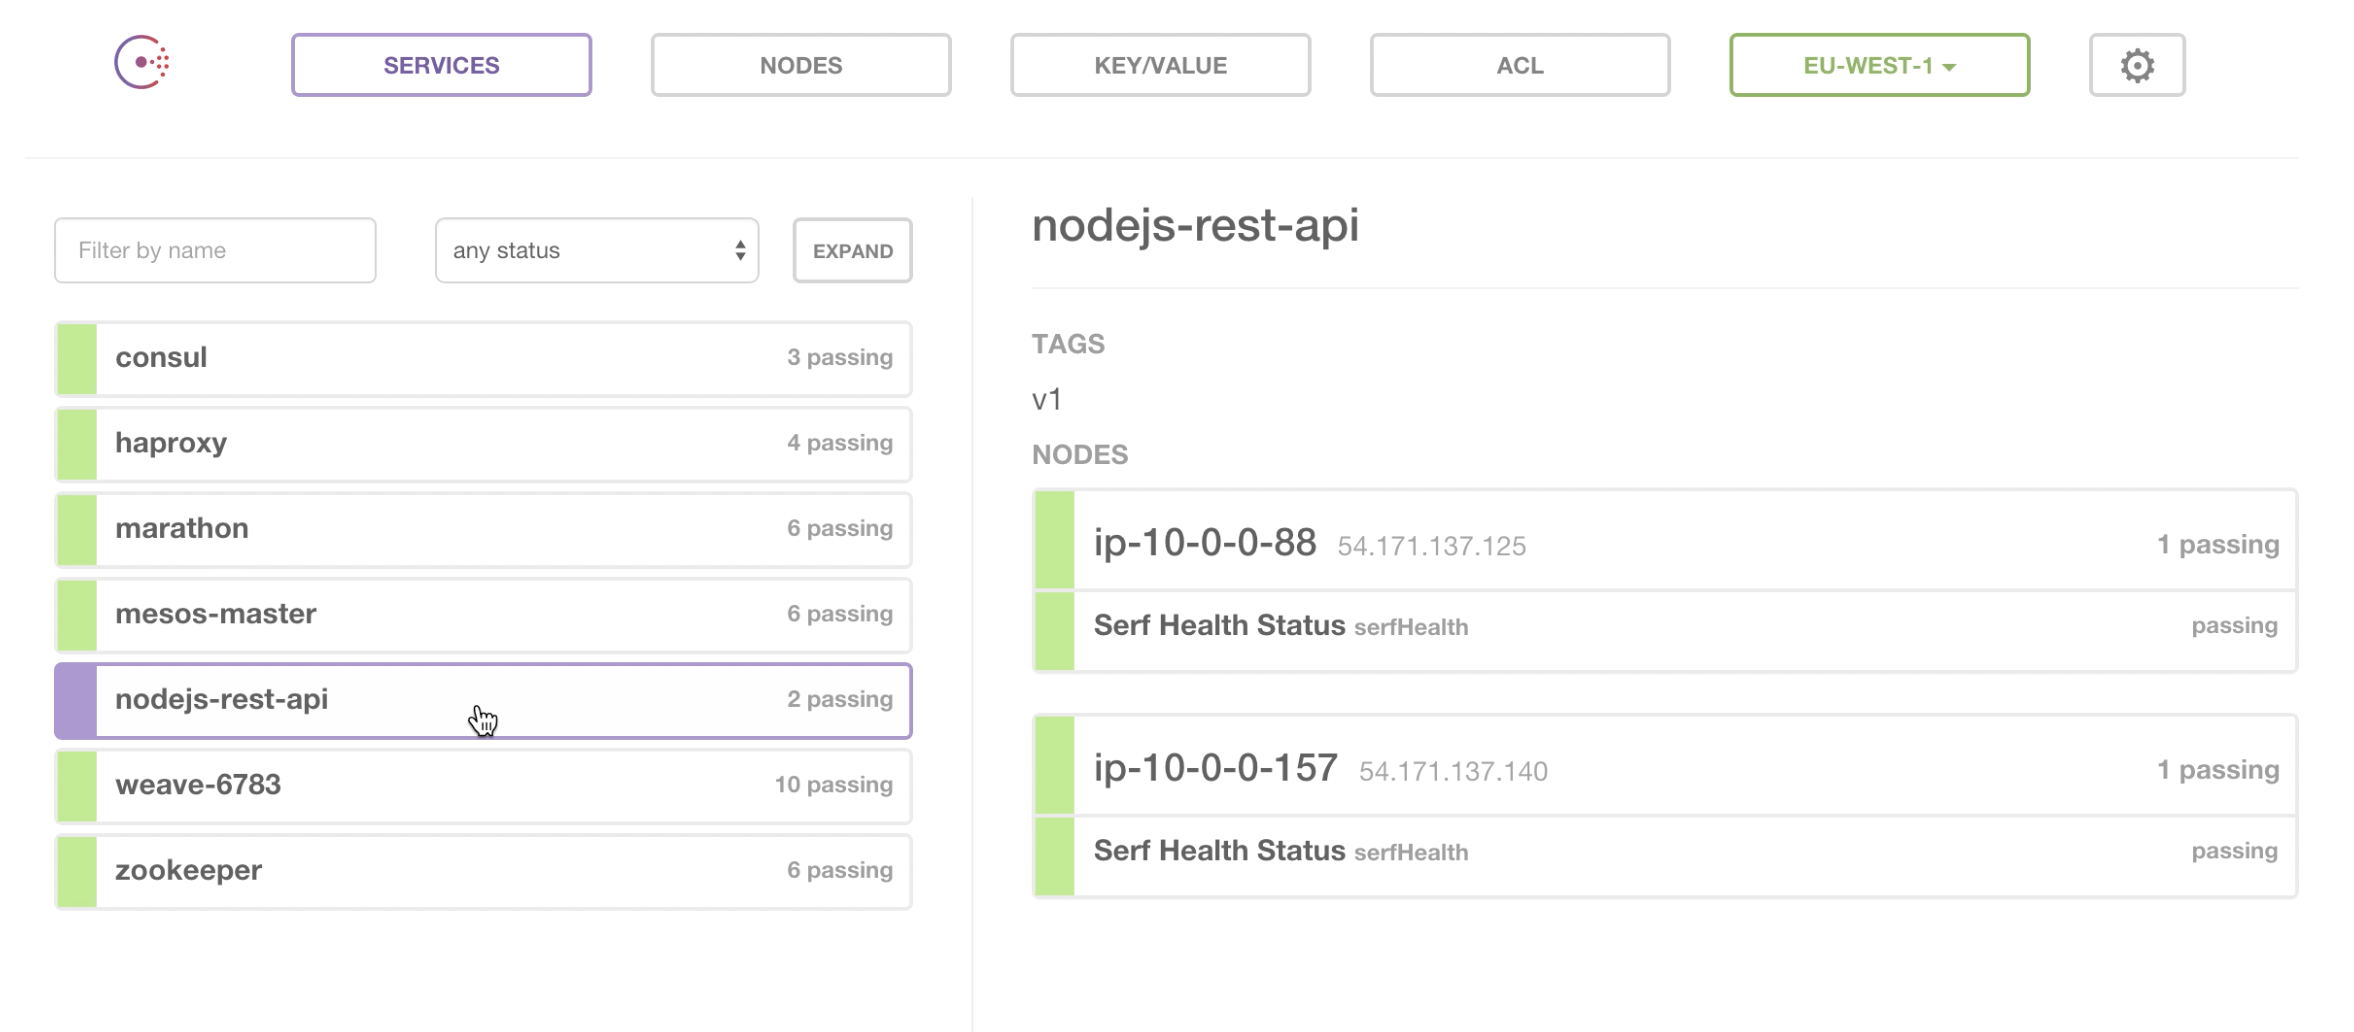 SERVICES NODES KEY/VALUE ACL EU-WEST-1
Filter by name any status EXPAND
consul 3 passing
haproxy 4 passing
marathon 6 passing
mesos-master 6 passing
nodejs-rest-api 2 passing
weave-6783 10 passing
zookeeper 6 passing
nodejs-rest-api
TAGS
v1
NODES
ip-10-0-0-88 54.171.137.125 1 passing
Serf Health Status serfHealth passing
ip-10-0-0-157 54.171.137.140 1 passing
Serf Health Status serfHealth passing